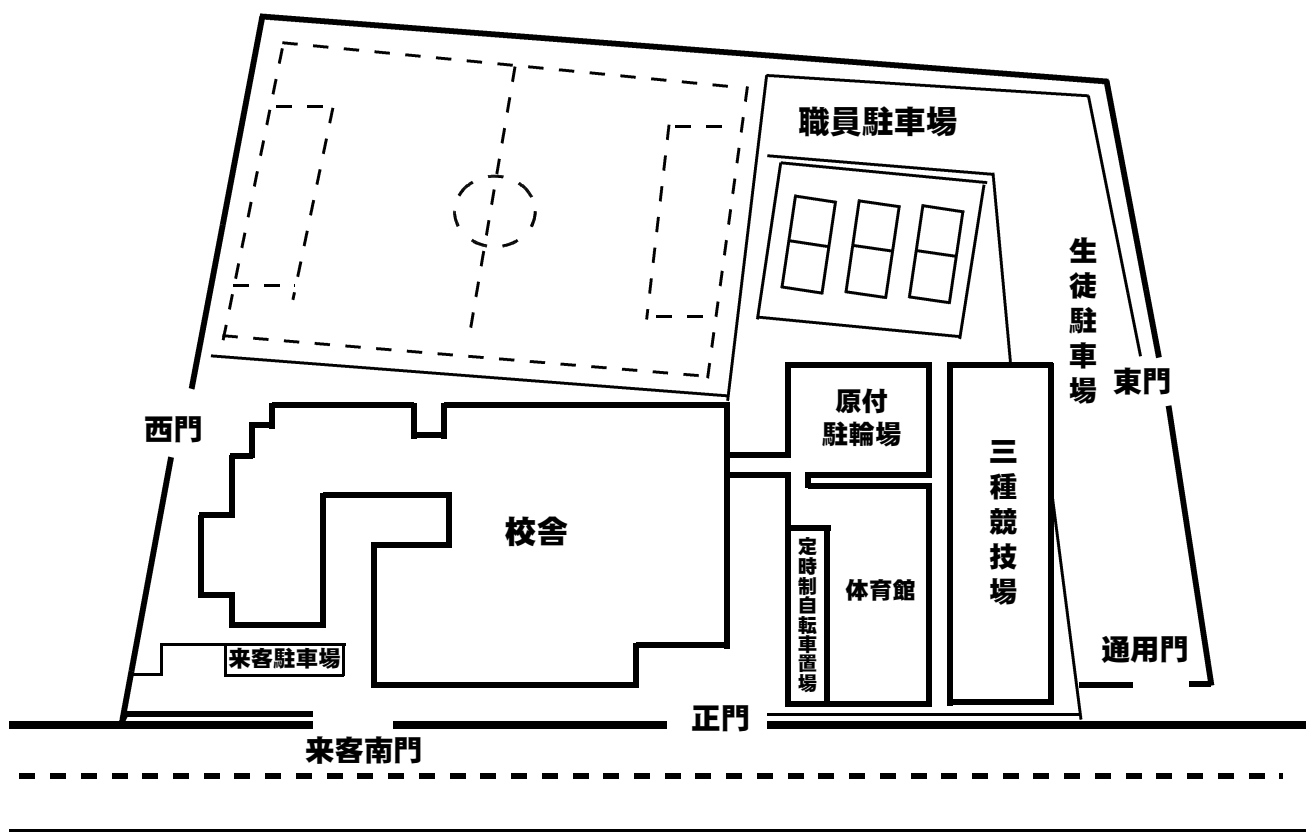 職員駐車場
生徒駐車場
東門
西門
原付
駐輪場
三種競技場
校舎
定時制自転車置場
体育館
来客駐車場
通用門
正門
来客南門